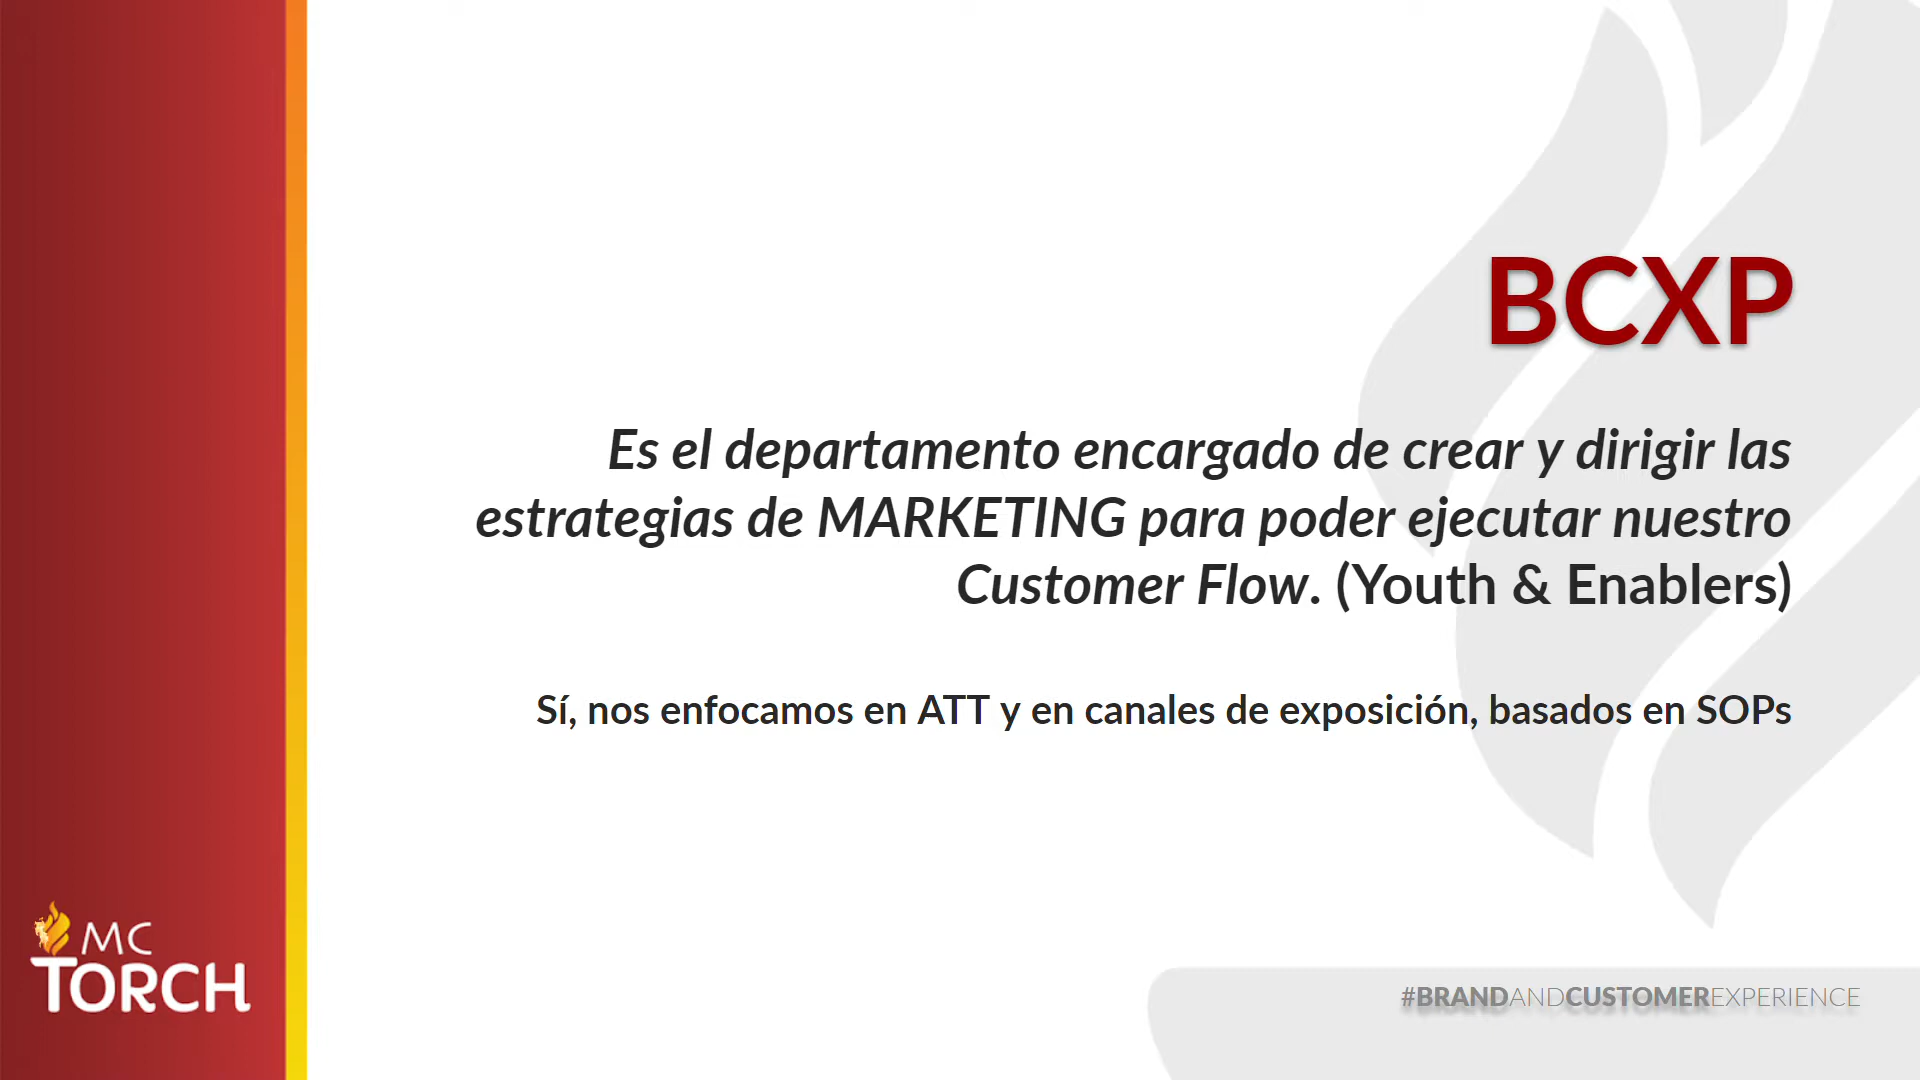 BCXP
Es el departamento encargado de crear y dirigir las
estrategias de MARKETING para poder ejecutar nuestro
Customer Flow. (Youth & Enablers)
Sí, nos enfocamos en ATT y en canales de exposición, basados en SOPs
MC
TORCH
#BRANDANDCUSTOMEREXPERIENCE